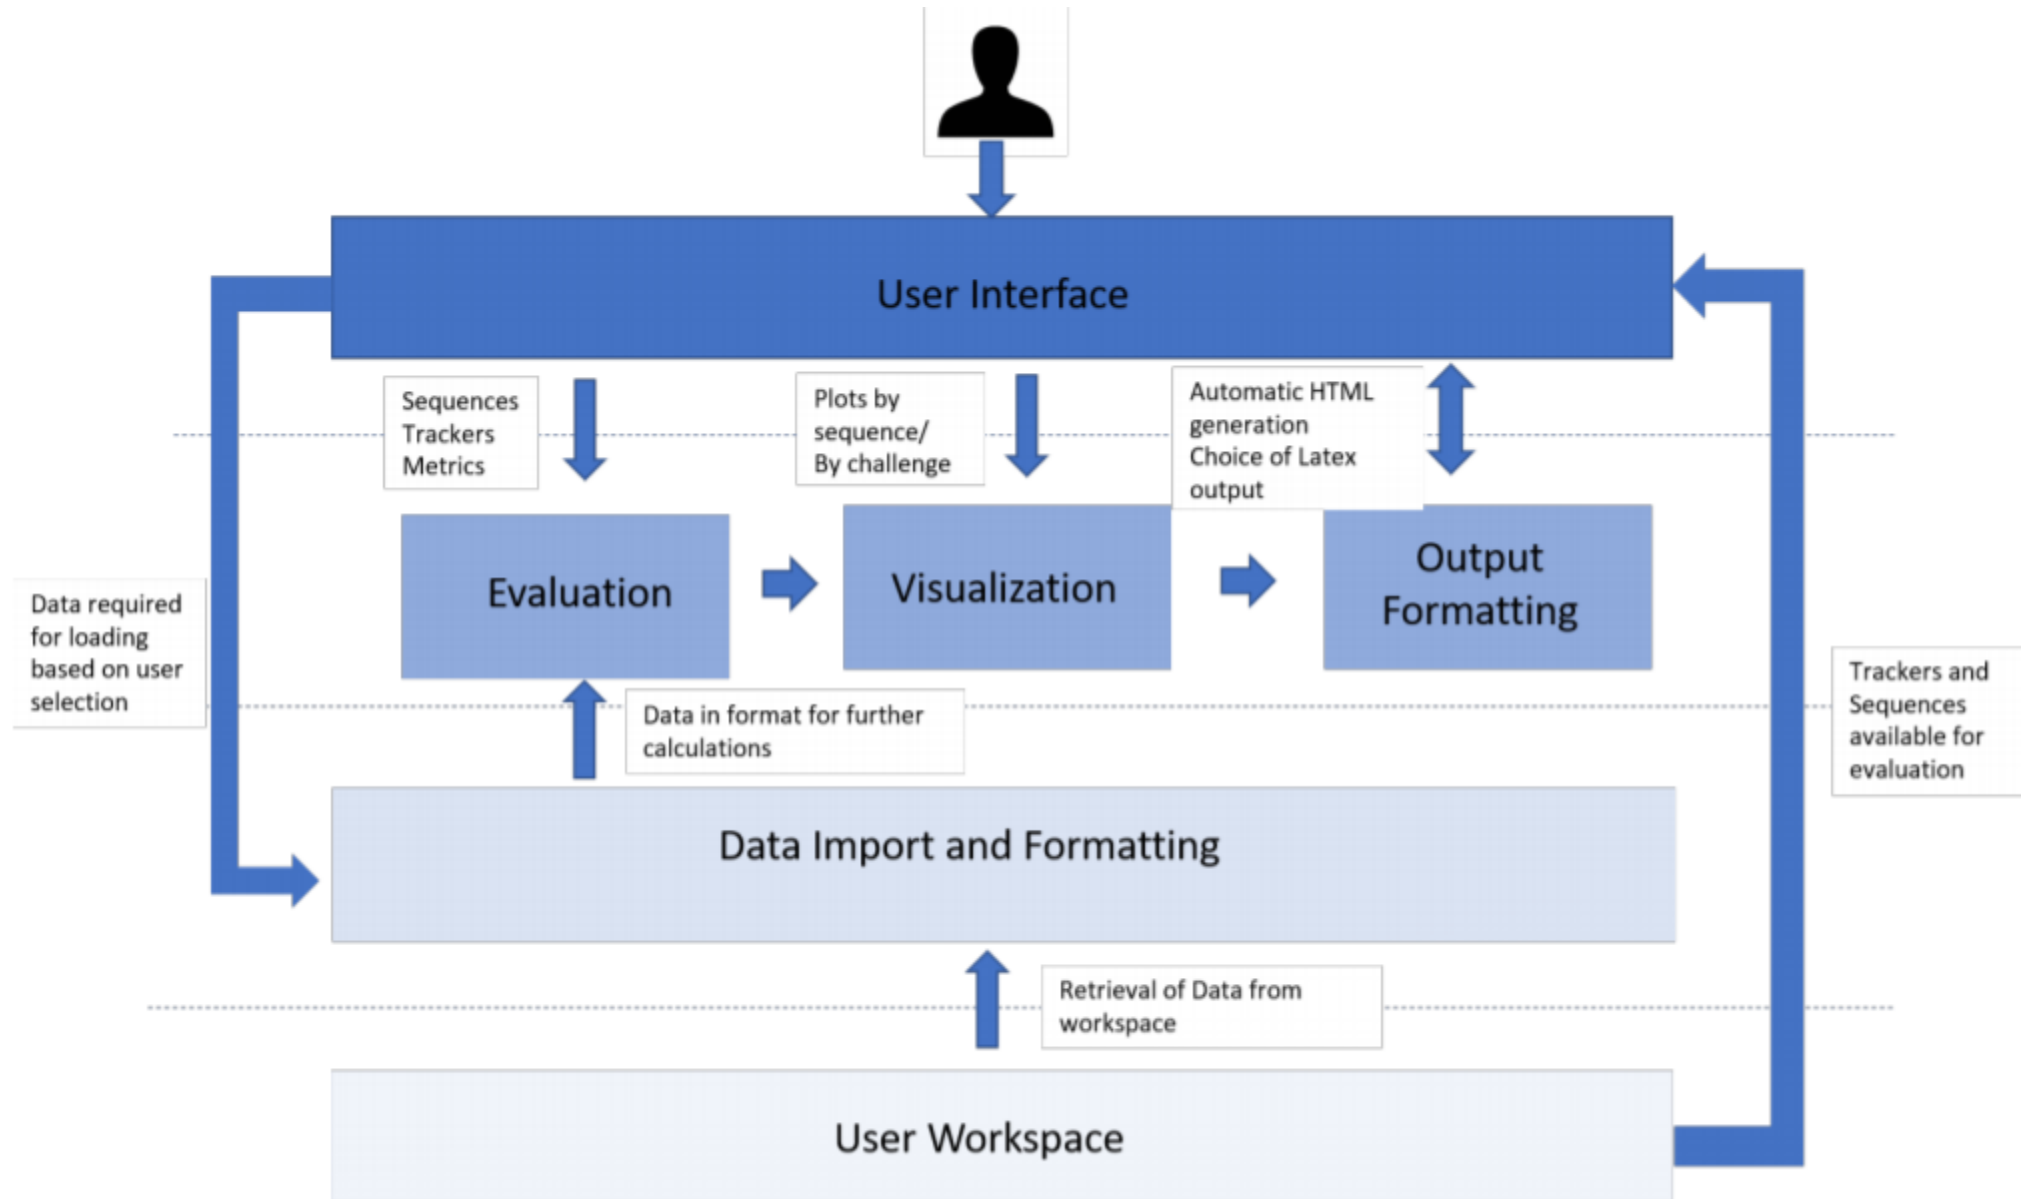 User Interface
Sequences
Trackers
Metrics
Plots by
sequence/
By challenge
Automatic HTML
generation
Choice of Latex
output
Evaluation
Visualization
Output
Formatting
Data required
for loading
based on user
selection
Trackers and
Sequences
available for
evaluation
Data in format for further
calculations
Data Import and Formatting
Retrieval of Data from
workspace
User Workspace